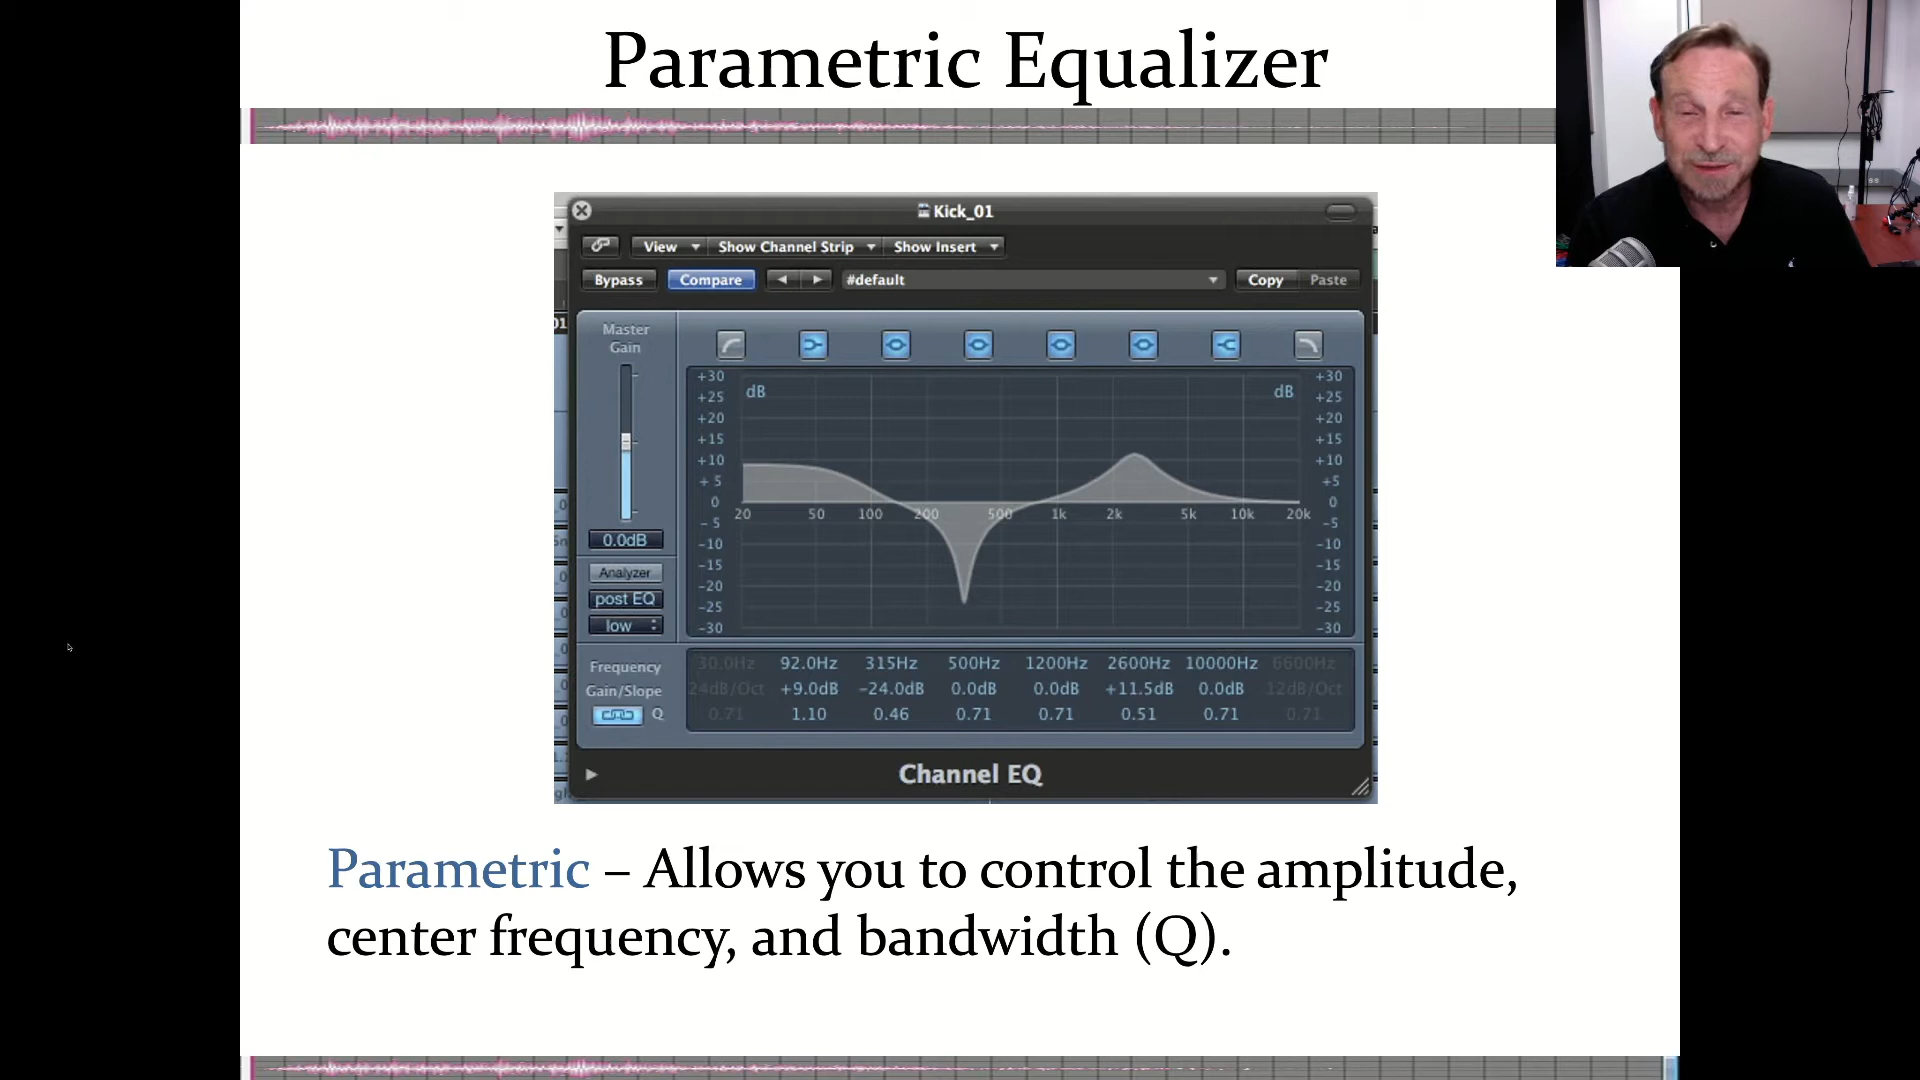 Parametric Equalizer
Kick_01
View Show Channel Strip Show Insert
Bypass Compare #default Copy Paste
Master
Gain
0.0dB
Analyzer
post EQ
low
dB dB
+30 +30
+25 +25
+20 +20
+15 +15
+10 +10
+ 5 +5
0 0
20 50 100 200 500 1k 2k 5k 10k 20k
- 5 -5
-10 -10
-15 -15
-20 -20
-25 -25
-30 -30
Frequency 30.0Hz 92.0Hz 315Hz 500Hz 1200Hz 2600Hz 10000Hz 6600Hz
Gain/Slope 24dB/Oct +9.0dB -24.0dB 0.0dB 0.0dB +11.5dB 0.0dB 12dB/Oct
Q 0.71 1.10 0.46 0.71 0.71 0.51 0.71 0.71
Channel EQ
Parametric – Allows you to control the amplitude,
center frequency, and bandwidth (Q).